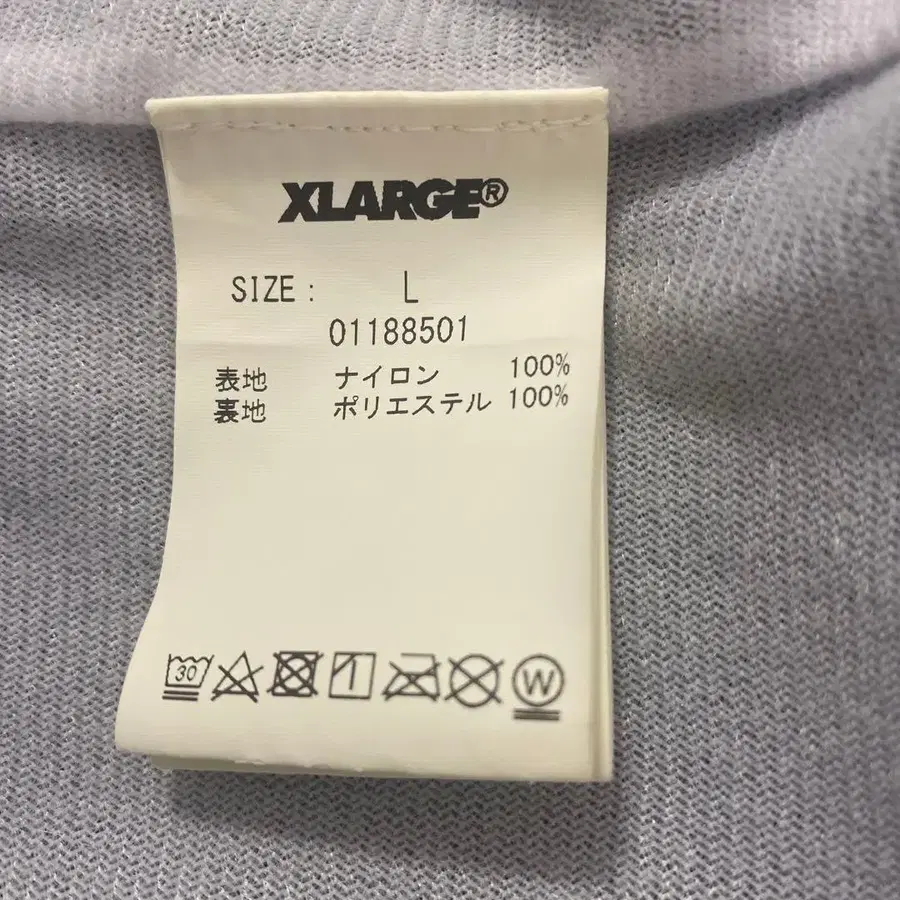 XLARGE®
SIZE : L
01188501
表地 ナイロン 100%
裏地 ポリエステル 100%
30 W